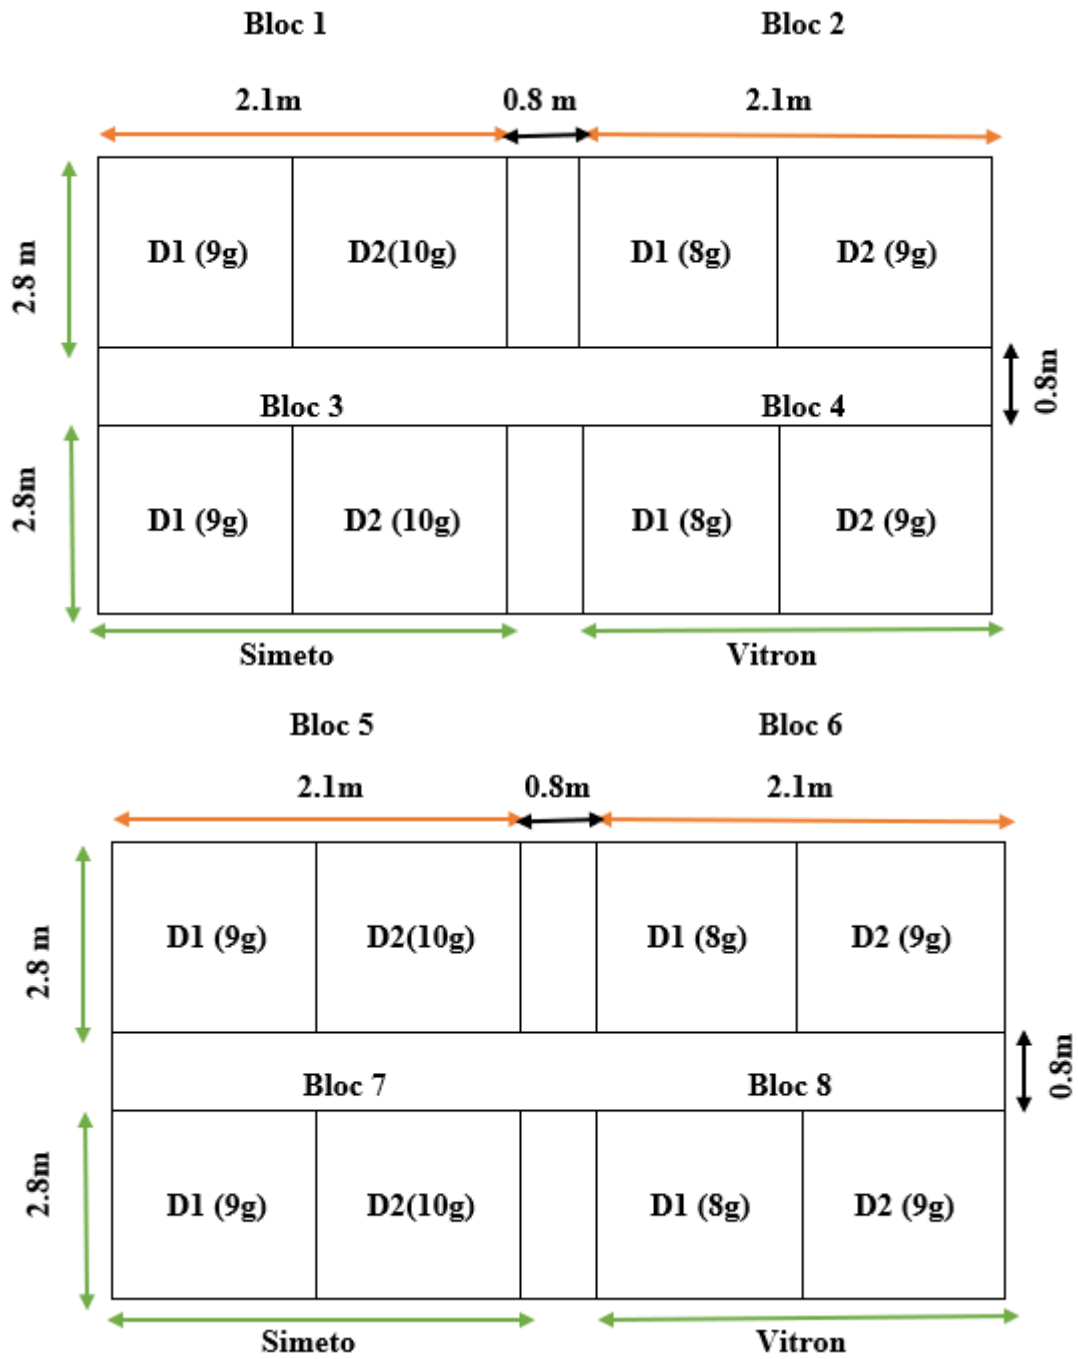 Bloc 1
Bloc 2
2.1m
0.8 m
2.1m
2.8 m
D1 (9g)
D2(10g)
D1 (8g)
D2 (9g)
0.8m
Bloc 3
Bloc 4
2.8m
D1 (9g)
D2 (10g)
D1 (8g)
D2 (9g)
Simeto
Vitron
Bloc 5
Bloc 6
2.1m
0.8m
2.1m
2.8 m
D1 (9g)
D2(10g)
D1 (8g)
D2 (9g)
0.8m
Bloc 7
Bloc 8
2.8m
D1 (9g)
D2(10g)
D1 (8g)
D2 (9g)
Simeto
Vitron